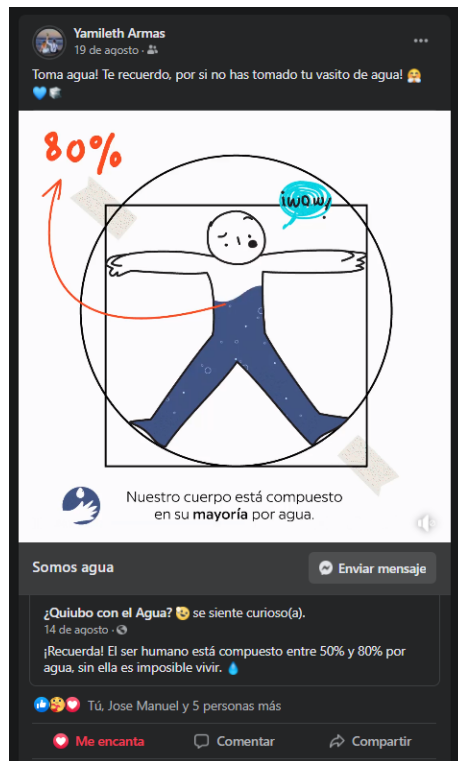 Yamileth Armas
19 de agosto ·
Toma agua! Te recuerdo, por si no has tomado tu vasito de agua! 🤗
💙🧊
80%
¡WOW!
Nuestro cuerpo está compuesto
en su mayoría por agua.
Somos agua
Enviar mensaje
¿Quiubo con el Agua? se siente curioso(a).
14 de agosto ·
¡Recuerda! El ser humano está compuesto entre 50% y 80% por
agua, sin ella es imposible vivir. 💧
Tú, Jose Manuel y 5 personas más
Me encanta
Comentar
Compartir